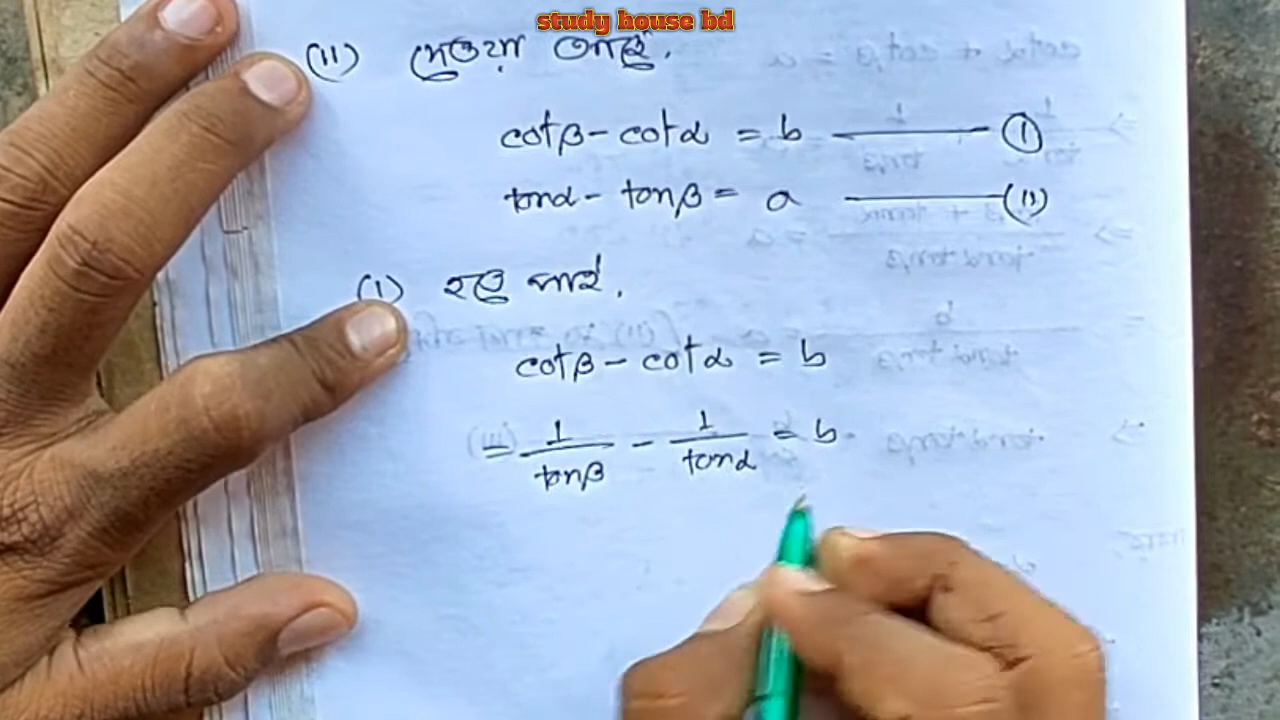 study house bd
(ii) দেওয়া আছে,
cotβ - cotα = b ——— (i)
tanα - tanβ = a ——— (ii)
(i) হতে পাই,
cotβ - cotα = b
= 1/tanβ - 1/tanα = b